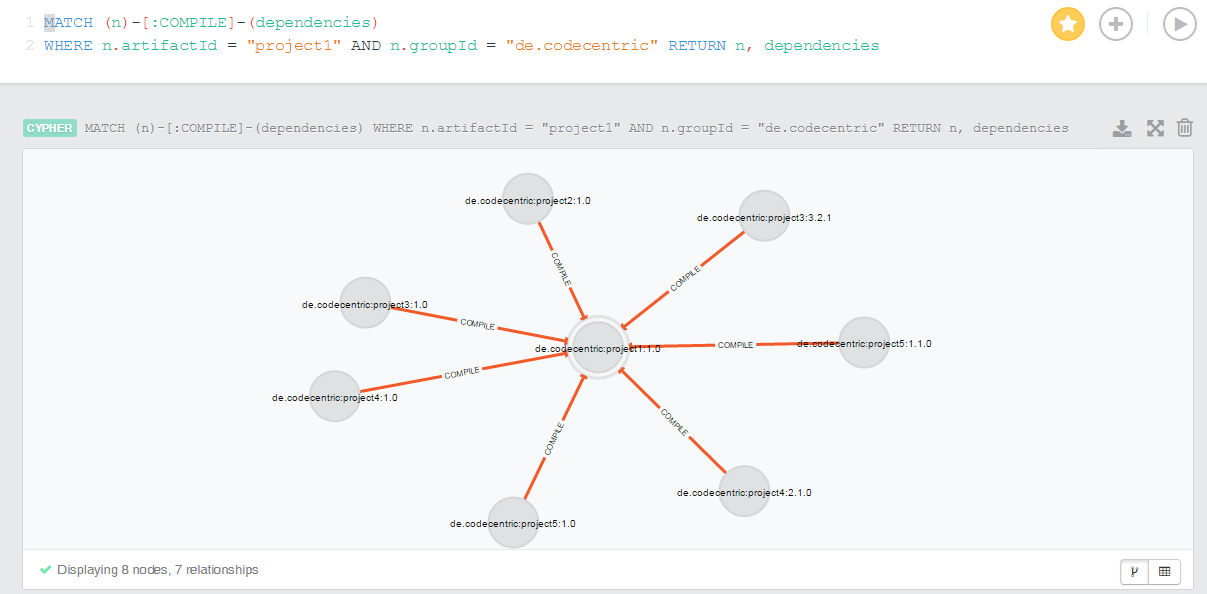 1 MATCH (n)-[:COMPILE]-(dependencies)
2 WHERE n.artifactId = "project1" AND n.groupId = "de.codecentric" RETURN n, dependencies
CYPHER MATCH (n)-[:COMPILE]-(dependencies) WHERE n.artifactId = "project1" AND n.groupId = "de.codecentric" RETURN n, dependencies
de.codecentric:project2:1.0
de.codecentric:project3:3.2.1
COMPILE
COMPILE
de.codecentric:project3:1.0
COMPILE
de.codecentric:project1:1.0
COMPILE
de.codecentric:project5:1.1.0
COMPILE
de.codecentric:project4:1.0
COMPILE
COMPILE
de.codecentric:project4:2.1.0
de.codecentric:project5:1.0
Displaying 8 nodes, 7 relationships